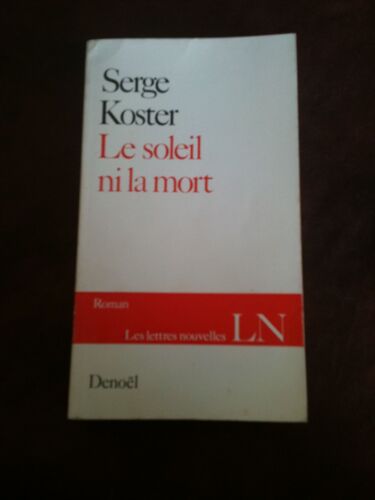 Serge
Koster
Le soleil
ni la mort
Roman
Les lettres nouvelles LN
Denoël